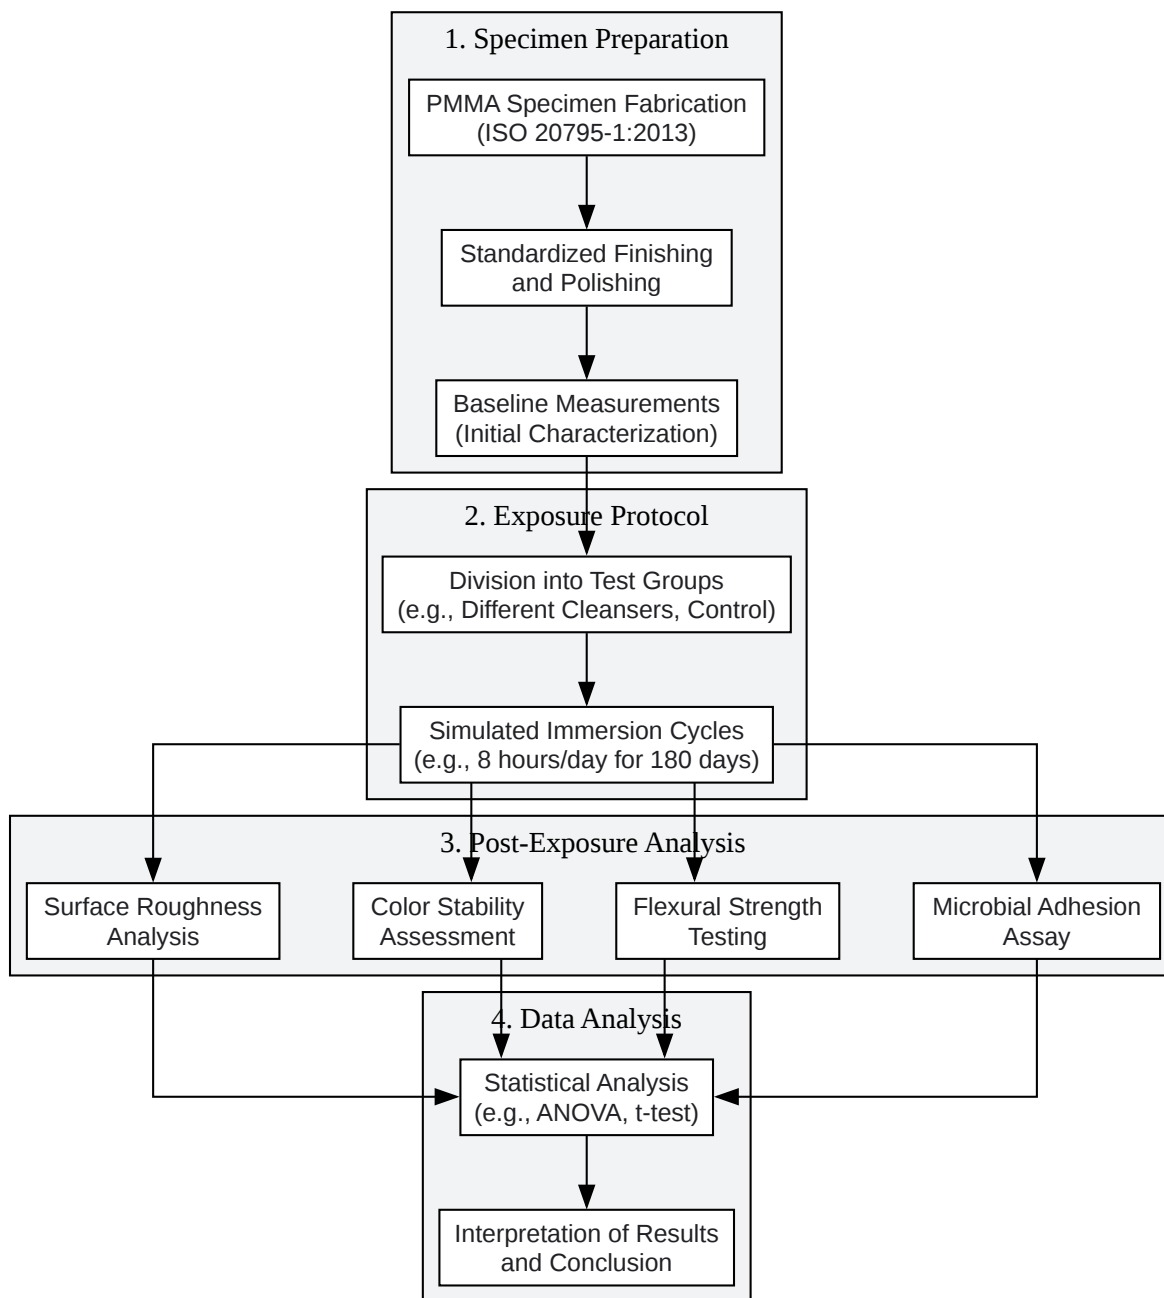 1. Specimen Preparation
PMMA Specimen Fabrication
(ISO 20795-1:2013)
Standardized Finishing
and Polishing
Baseline Measurements
(Initial Characterization)
2. Exposure Protocol
Division into Test Groups
(e.g., Different Cleansers, Control)
Simulated Immersion Cycles
(e.g., 8 hours/day for 180 days)
3. Post-Exposure Analysis
Surface Roughness
Analysis
Color Stability
Assessment
Flexural Strength
Testing
Microbial Adhesion
Assay
4. Data Analysis
Statistical Analysis
(e.g., ANOVA, t-test)
Interpretation of Results
and Conclusion